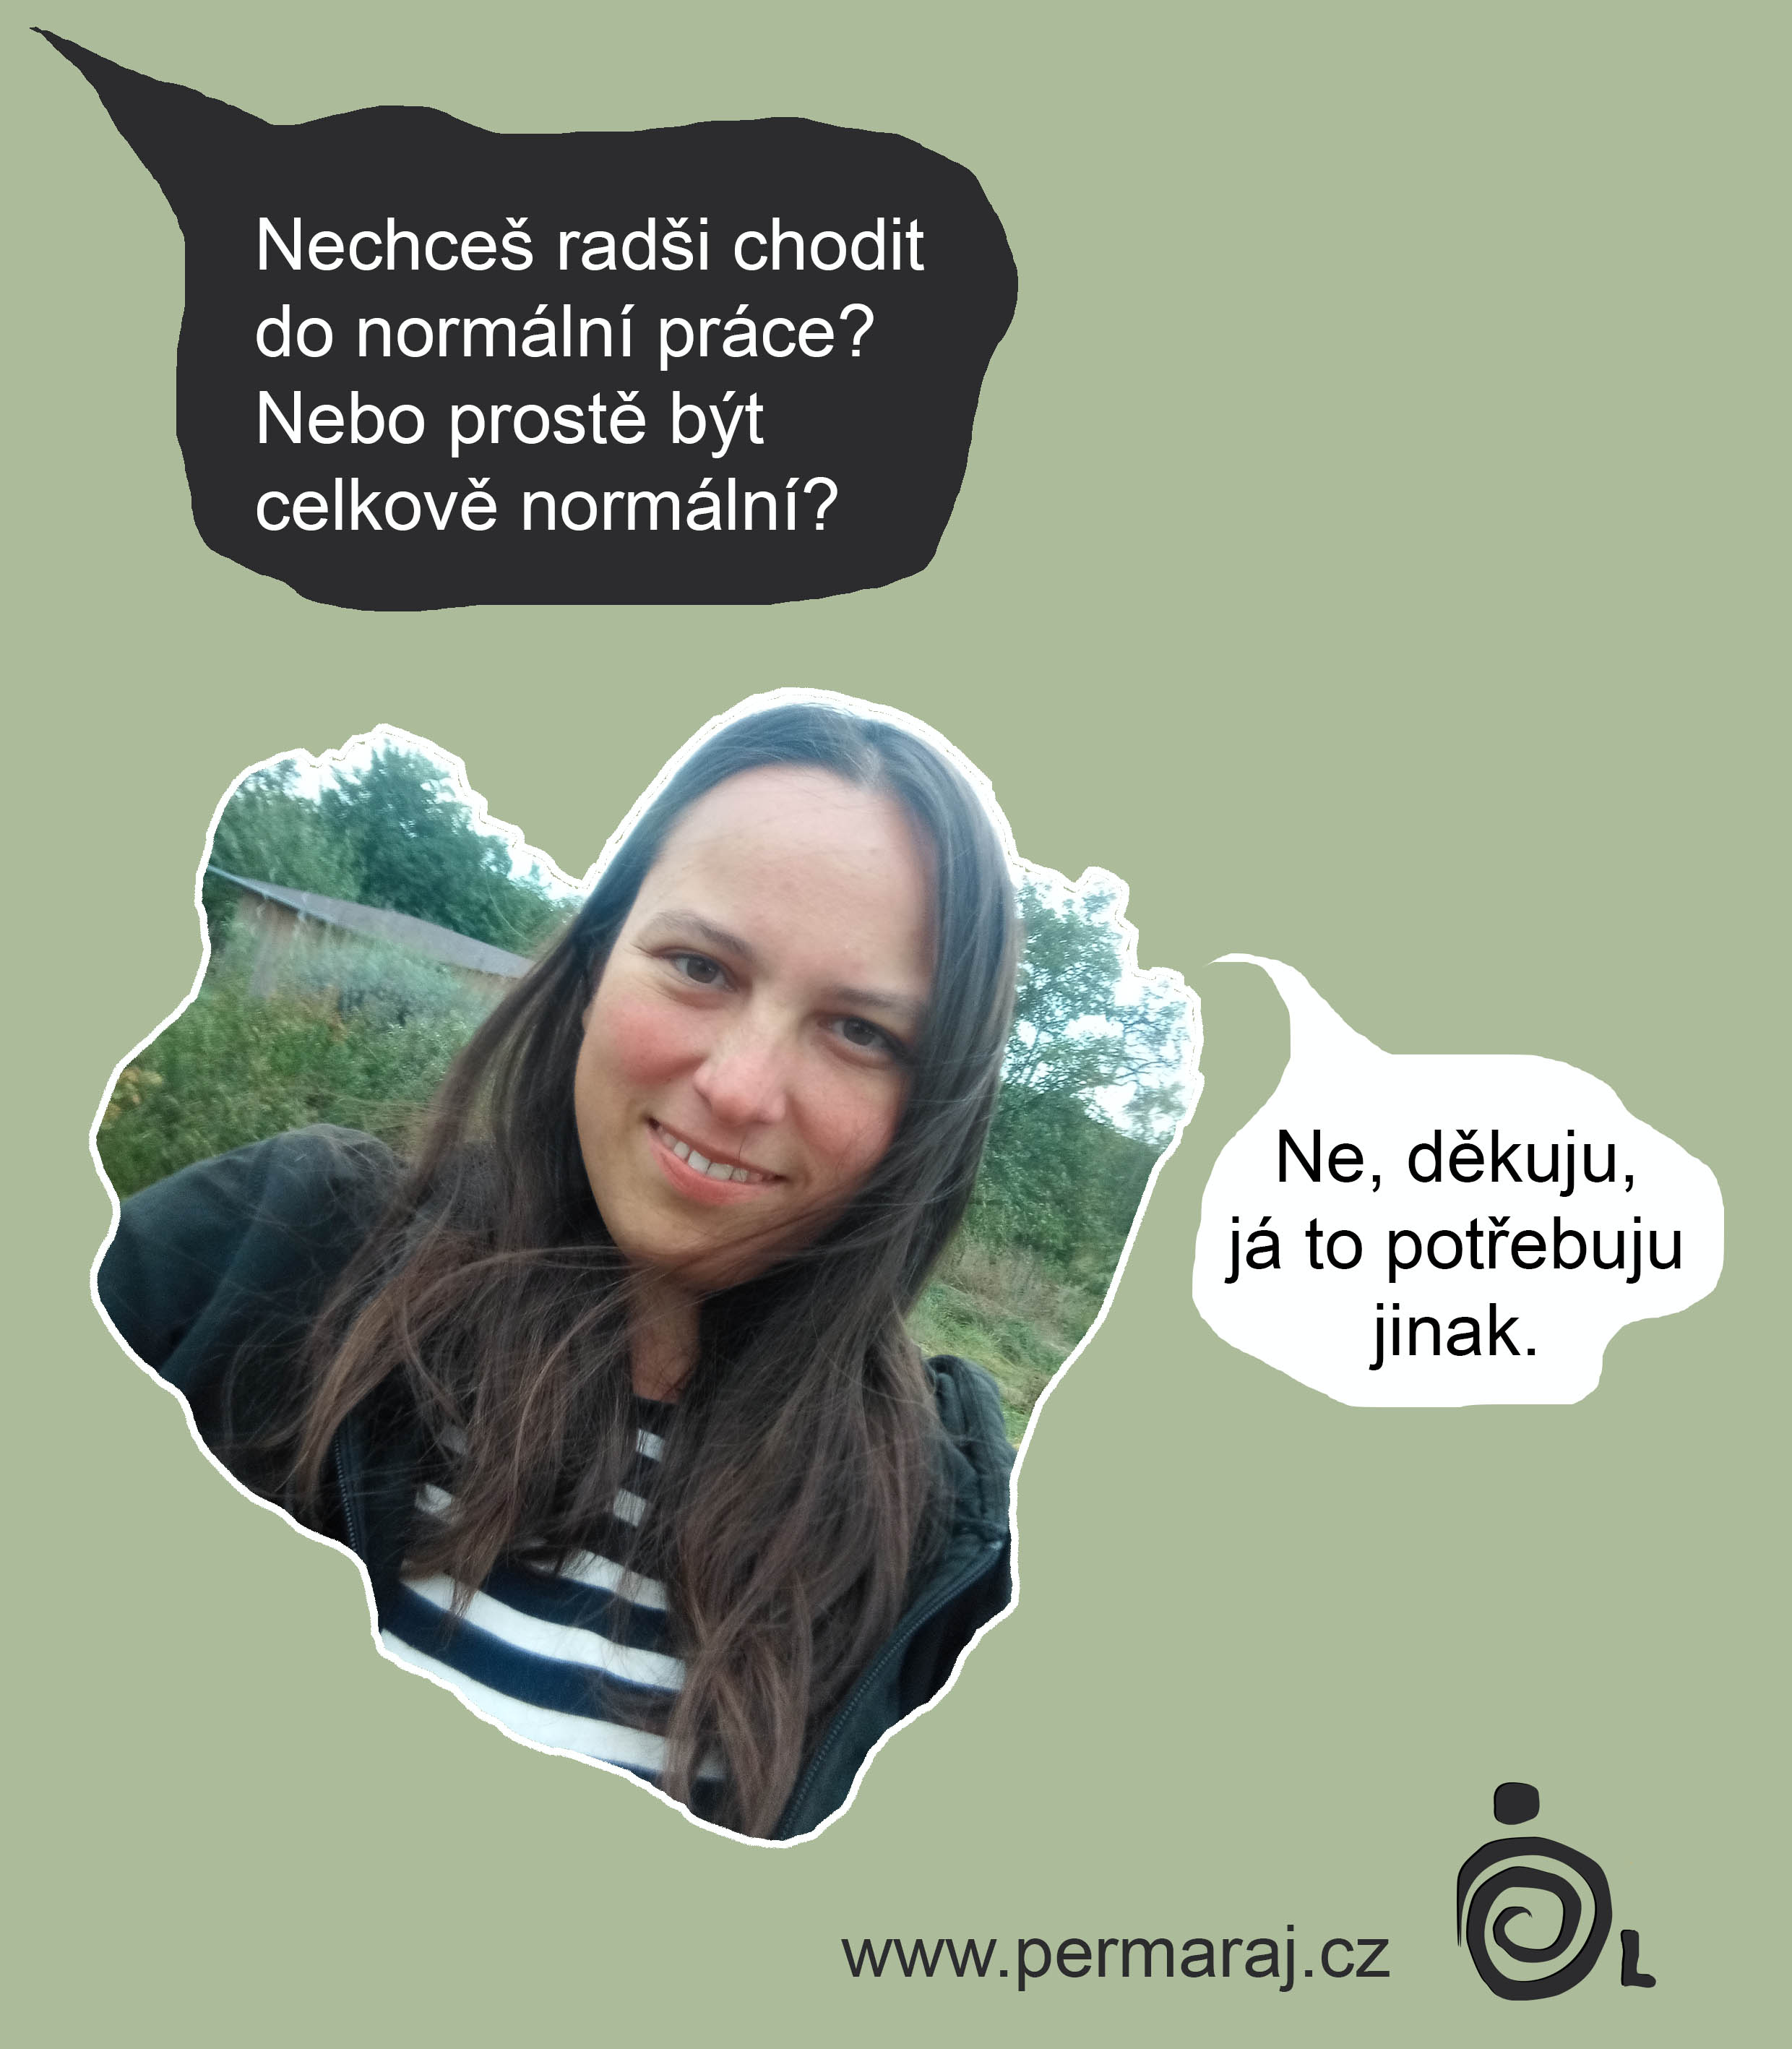 Nechceš radši chodit
do normální práce?
Nebo prostě být
celkově normální?
Ne, děkuju,
já to potřebuju
jinak.
www.permaraj.cz